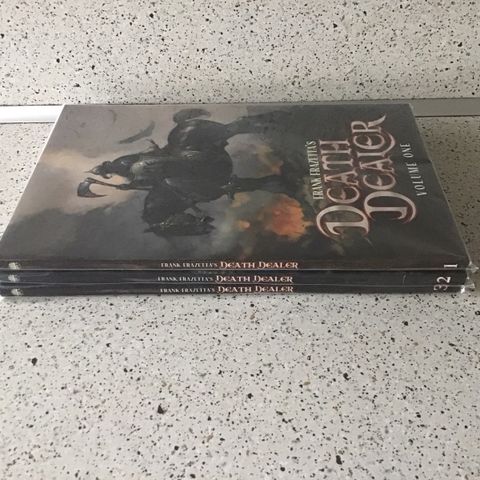 FRANK FRAZETTA'S
DEATH
DEALER
VOLUME ONE
FRANK FRAZETTA'S DEATH DEALER 1
FRANK FRAZETTA'S DEATH DEALER 2
FRANK FRAZETTA'S DEATH DEALER 3